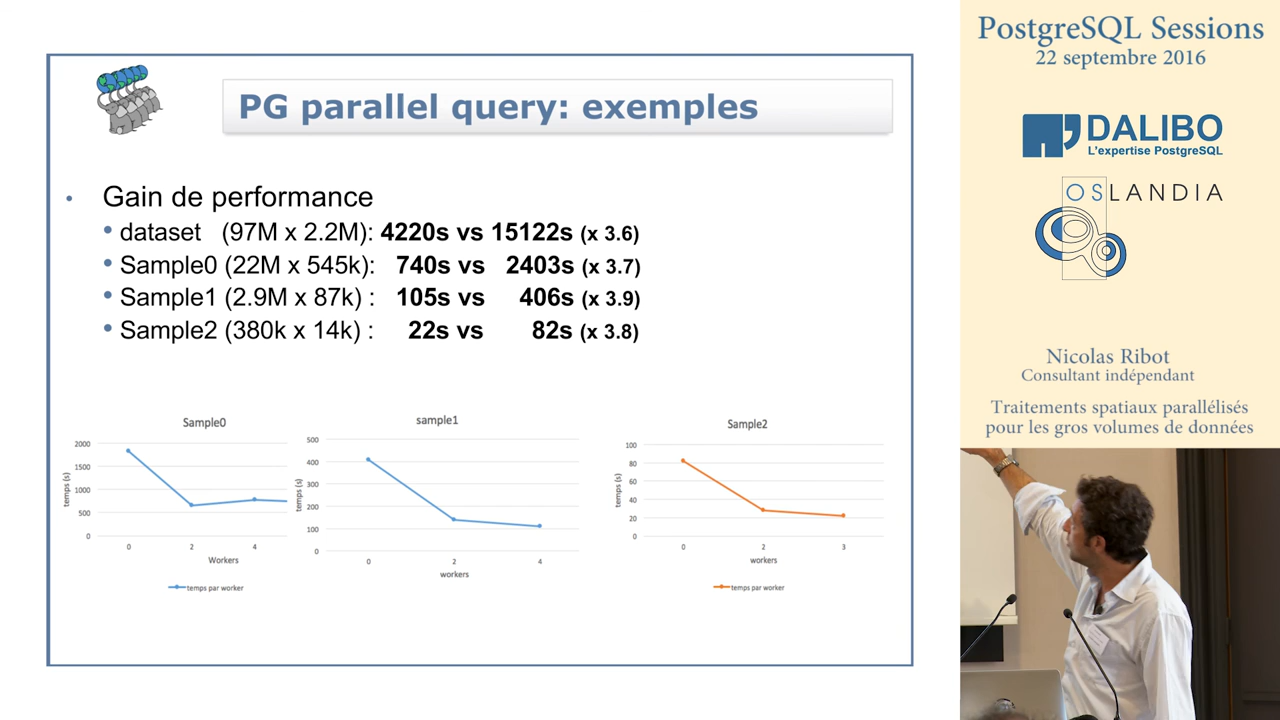 PG parallel query: exemples
• Gain de performance
• dataset (97M x 2.2M): 4220s vs 15122s (x 3.6)
• Sample0 (22M x 545k): 740s vs 2403s (x 3.7)
• Sample1 (2.9M x 87k) : 105s vs 406s (x 3.9)
• Sample2 (380k x 14k) : 22s vs 82s (x 3.8)
Sample0
temps (s)
2000
1500
1000
500
0
0 2 4
Workers
temps par worker
sample1
temps (s)
500
400
300
200
100
0
0 2 4
workers
Sample2
temps (s)
100
80
60
40
20
0
0 2 3
workers
temps par worker
PostgreSQL Sessions
22 septembre 2016
DALIBO
L'expertise PostgreSQL
OSLANDIA
Nicolas Ribot
Consultant indépendant
Traitements spatiaux parallélisés
pour les gros volumes de données